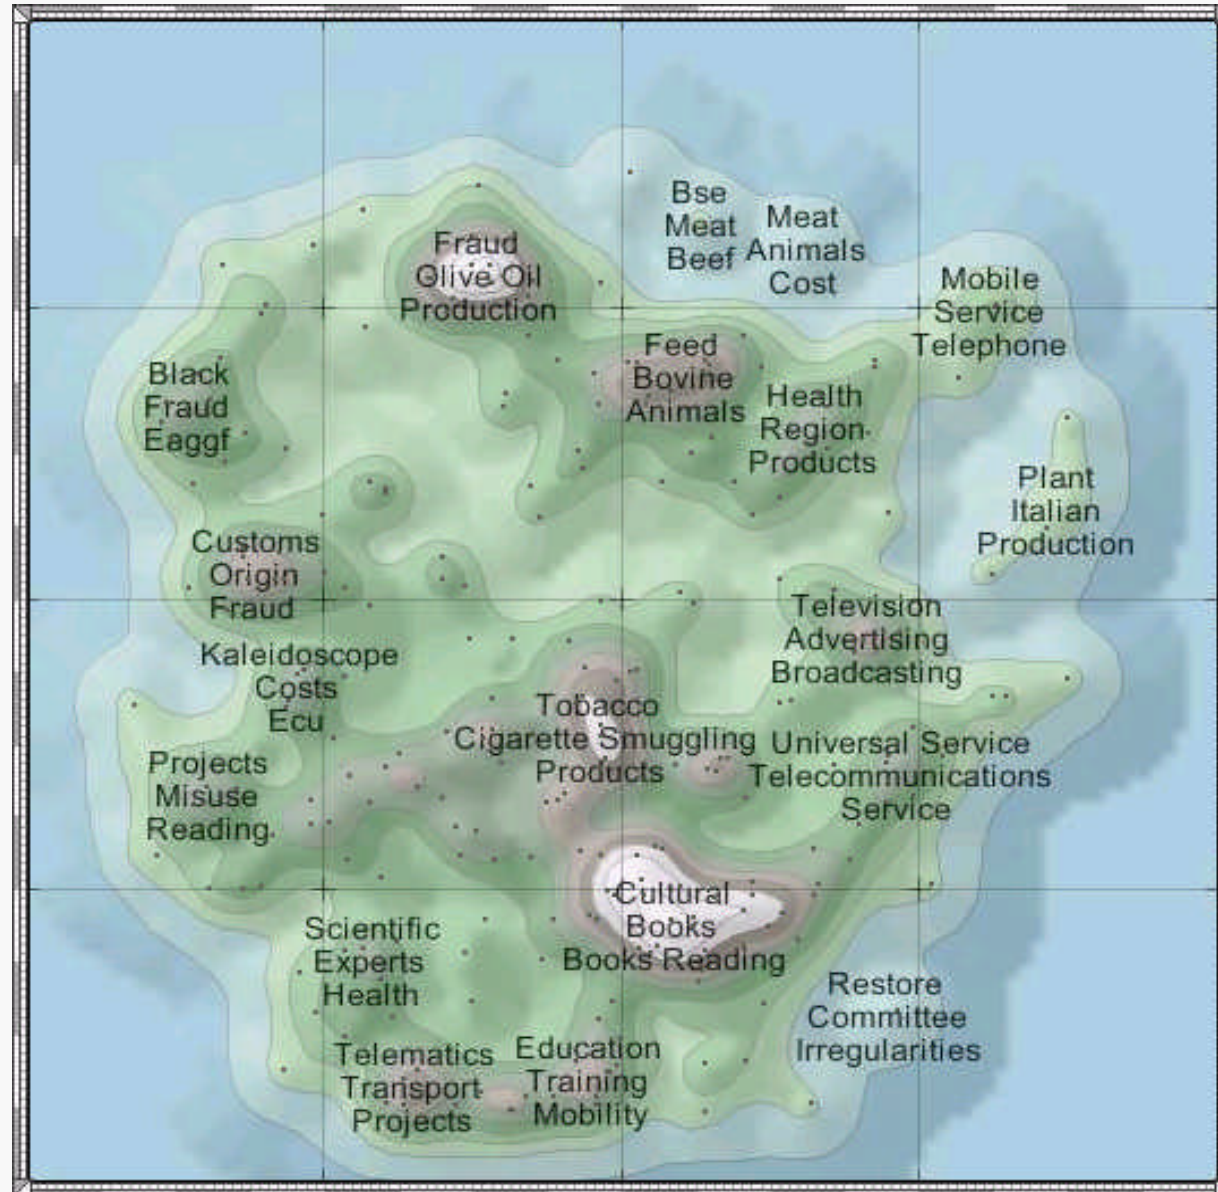 Bse
Meat
Beef
Meat
Animals
Cost
Fraud
Olive Oil
Production
Mobile
Service
Telephone
Feed
Bovine
Animals
Black
Fraud
Eaggf
Health
Region
Products
Plant
Italian
Production
Customs
Origin
Fraud
Television
Advertising
Broadcasting
Kaleidoscope
Costs
Ecu
Tobacco
Cigarette Smuggling
Products
Universal Service
Telecommunications
Service
Projects
Misuse
Reading
Cultural
Books
Books Reading
Scientific
Experts
Health
Restore
Committee
Irregularities
Telematics
Transport
Projects
Education
Training
Mobility